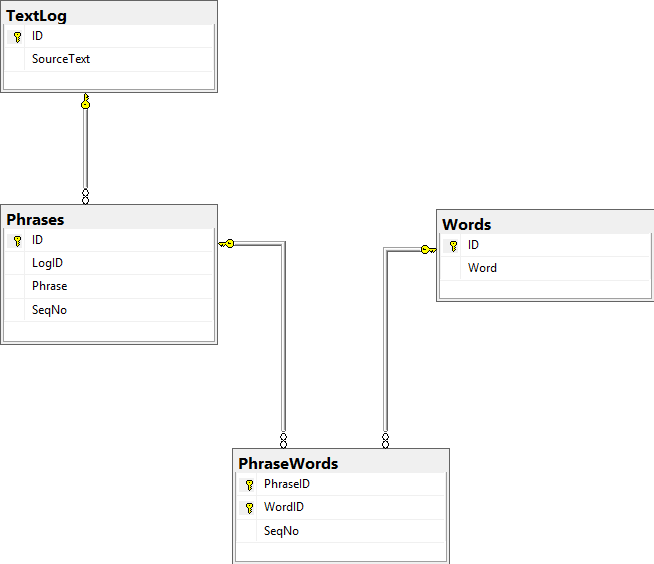 TextLog
ID
SourceText
Phrases
ID
LogID
Phrase
SeqNo
Words
ID
Word
PhraseWords
PhraseID
WordID
SeqNo